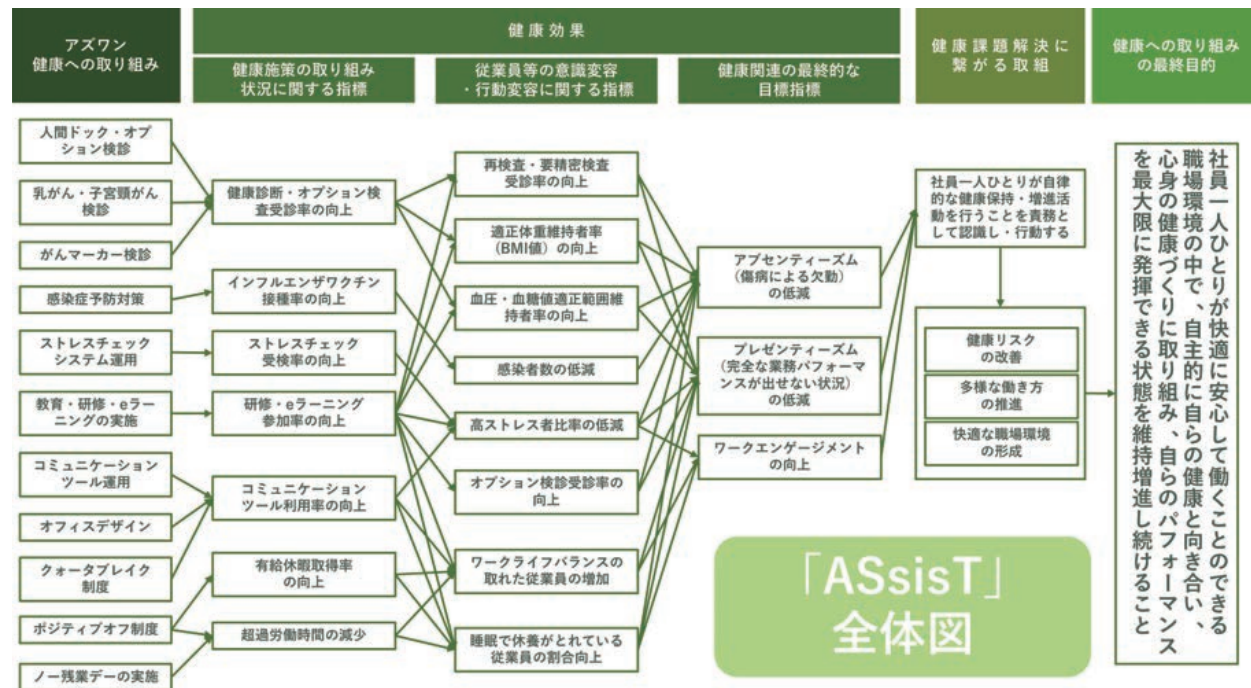 アズワン
健康への取り組み
健康効果
健康施策の取り組み
状況に関する指標
従業員等の意識変容
・行動変容に関する指標
健康関連の最終的な
目標指標
健康課題解決に
繋がる取組
健康への取り組み
の最終目的
人間ドック・オプ
ション検診
乳がん・子宮頸がん
検診
がんマーカー検診
感染症予防対策
ストレスチェック
システム運用
教育・研修・eラー
ニングの実施
コミュニケーション
ツール運用
オフィスデザイン
クォータブレイク
制度
ポジティブオフ制度
ノー残業デーの実施
健康診断・オプション検
査受診率の向上
インフルエンザワクチン
接種率の向上
ストレスチェック
受検率の向上
研修・eラーニング
参加率の向上
コミュニケーション
ツール利用率の向上
有給休暇取得率
の向上
超過労働時間の減少
再検査・要精密検査
受診率の向上
適正体重維持者率
（BMI値）の向上
血圧・血糖値適正範囲維
持者率の向上
感染者数の低減
高ストレス者比率の低減
オプション検診受診率の
向上
ワークライフバランスの
取れた従業員の増加
睡眠で休養がとれている
従業員の割合向上
アブセンティーズム
（傷病による欠勤）
の低減
プレゼンティーズム
（完全な業務パフォーマ
ンスが出せない状況）
の低減
ワークエンゲージメント
の向上
社員一人ひとりが自律
的な健康保持・増進活
動を行うことを責務と
して認識し・行動する
健康リスク
の改善
多様な働き方
の推進
快適な職場環境
の形成
社員一人ひとりが快適に安心して働くことのできる
職場環境の中で、自主的に自らの健康と向き合い、
心身の健康づくりに取り組み、自らのパフォーマンス
を最大限に発揮できる状態を維持増進し続けること
「ASsisT」
全体図